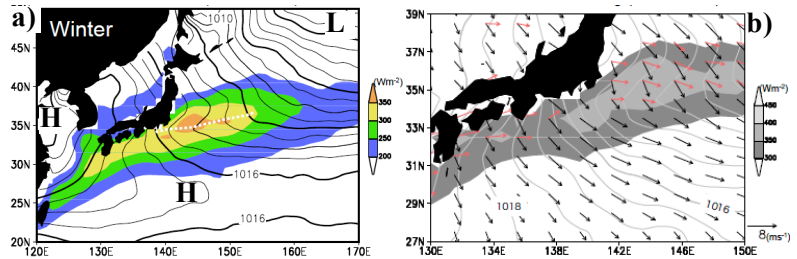 a)
Winter
1010
L
H
H
1016
1016
45N
40N
35N
30N
25N
20N
120E 130E 140E 150E 160E 170E
(Wm-2)
350
300
250
200
b)
39N
37N
35N
33N
31N
29N
27N
130E 134E 138E 142E 146E 150E
1018
1016
(Wm-2)
450
400
350
300
8(ms-1)